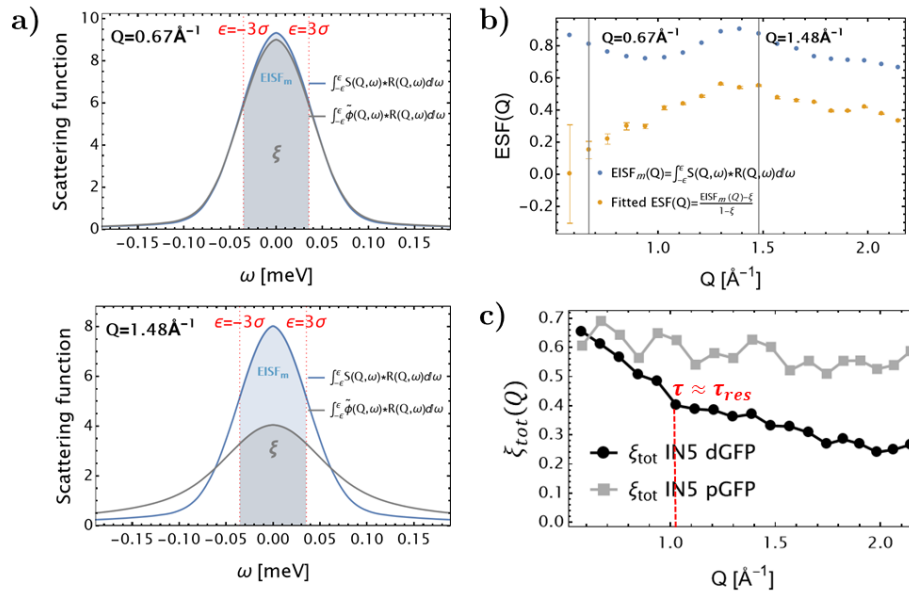 a)
Q=0.67Å⁻¹
ϵ=-3σ
ϵ=3σ
EISFₘ
∫₋ϵ^ϵ S(Q,ω)⋆R(Q,ω)dω
∫₋ϵ^ϵ ϕ̃(Q,ω)⋆R(Q,ω)dω
ξ
Scattering function
10
8
6
4
2
0
-0.15
-0.10
-0.05
0.00
0.05
0.10
0.15
ω [meV]
Q=1.48Å⁻¹
ϵ=-3σ
ϵ=3σ
EISFₘ
∫₋ϵ^ϵ S(Q,ω)⋆R(Q,ω)dω
∫₋ϵ^ϵ ϕ̃(Q,ω)⋆R(Q,ω)dω
ξ
Scattering function
8
6
4
2
0
-0.15
-0.10
-0.05
0.00
0.05
0.10
0.15
ω [meV]
b)
Q=0.67Å⁻¹
Q=1.48Å⁻¹
ESF(Q)
0.8
0.6
0.4
0.2
0.0
-0.2
EISFₘ(Q)=∫₋ϵ^ϵ S(Q,ω)⋆R(Q,ω)dω
Fitted ESF(Q)=(EISFₘ(Q)-ξ)/(1-ξ)
1.0
1.5
2.0
Q [Å⁻¹]
c)
ξtot(Q)
0.7
0.6
0.5
0.4
0.3
0.2
0.1
0.0
τ ≈ τres
ξtot IN5 dGFP
ξtot IN5 pGFP
1.0
1.5
2.0
Q [Å⁻¹]